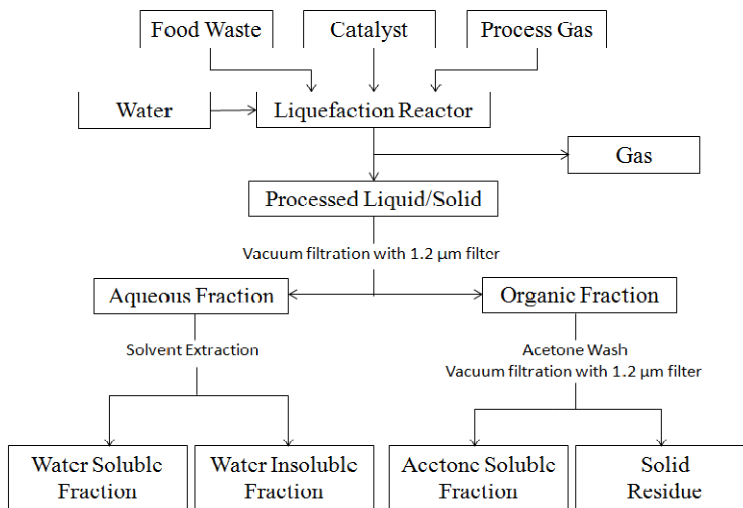 Food Waste
Catalyst
Process Gas
Water
Liquefaction Reactor
Gas
Processed Liquid/Solid
Vacuum filtration with 1.2 µm filter
Aqueous Fraction
Organic Fraction
Solvent Extraction
Acetone Wash
Vacuum filtration with 1.2 µm filter
Water Soluble
Fraction
Water Insoluble
Fraction
Acetone Soluble
Fraction
Solid
Residue